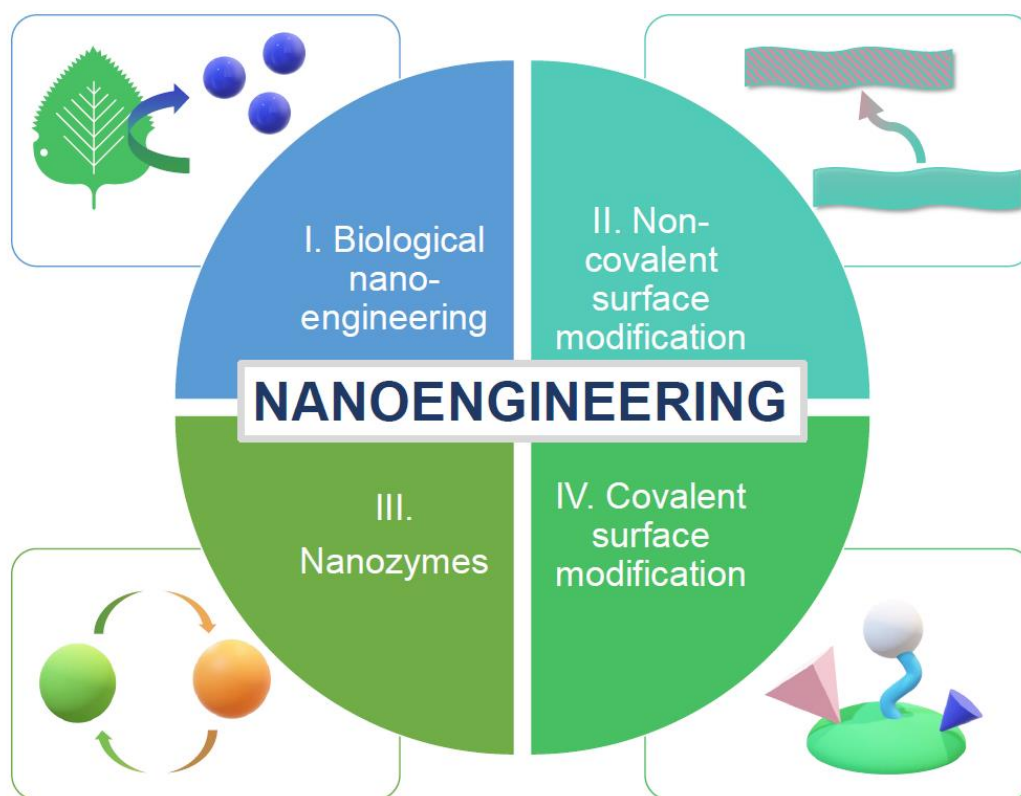 I. Biological
nano-
engineering
II. Non-
covalent
surface
modification
NANOENGINEERING
III.
Nanozymes
IV. Covalent
surface
modification